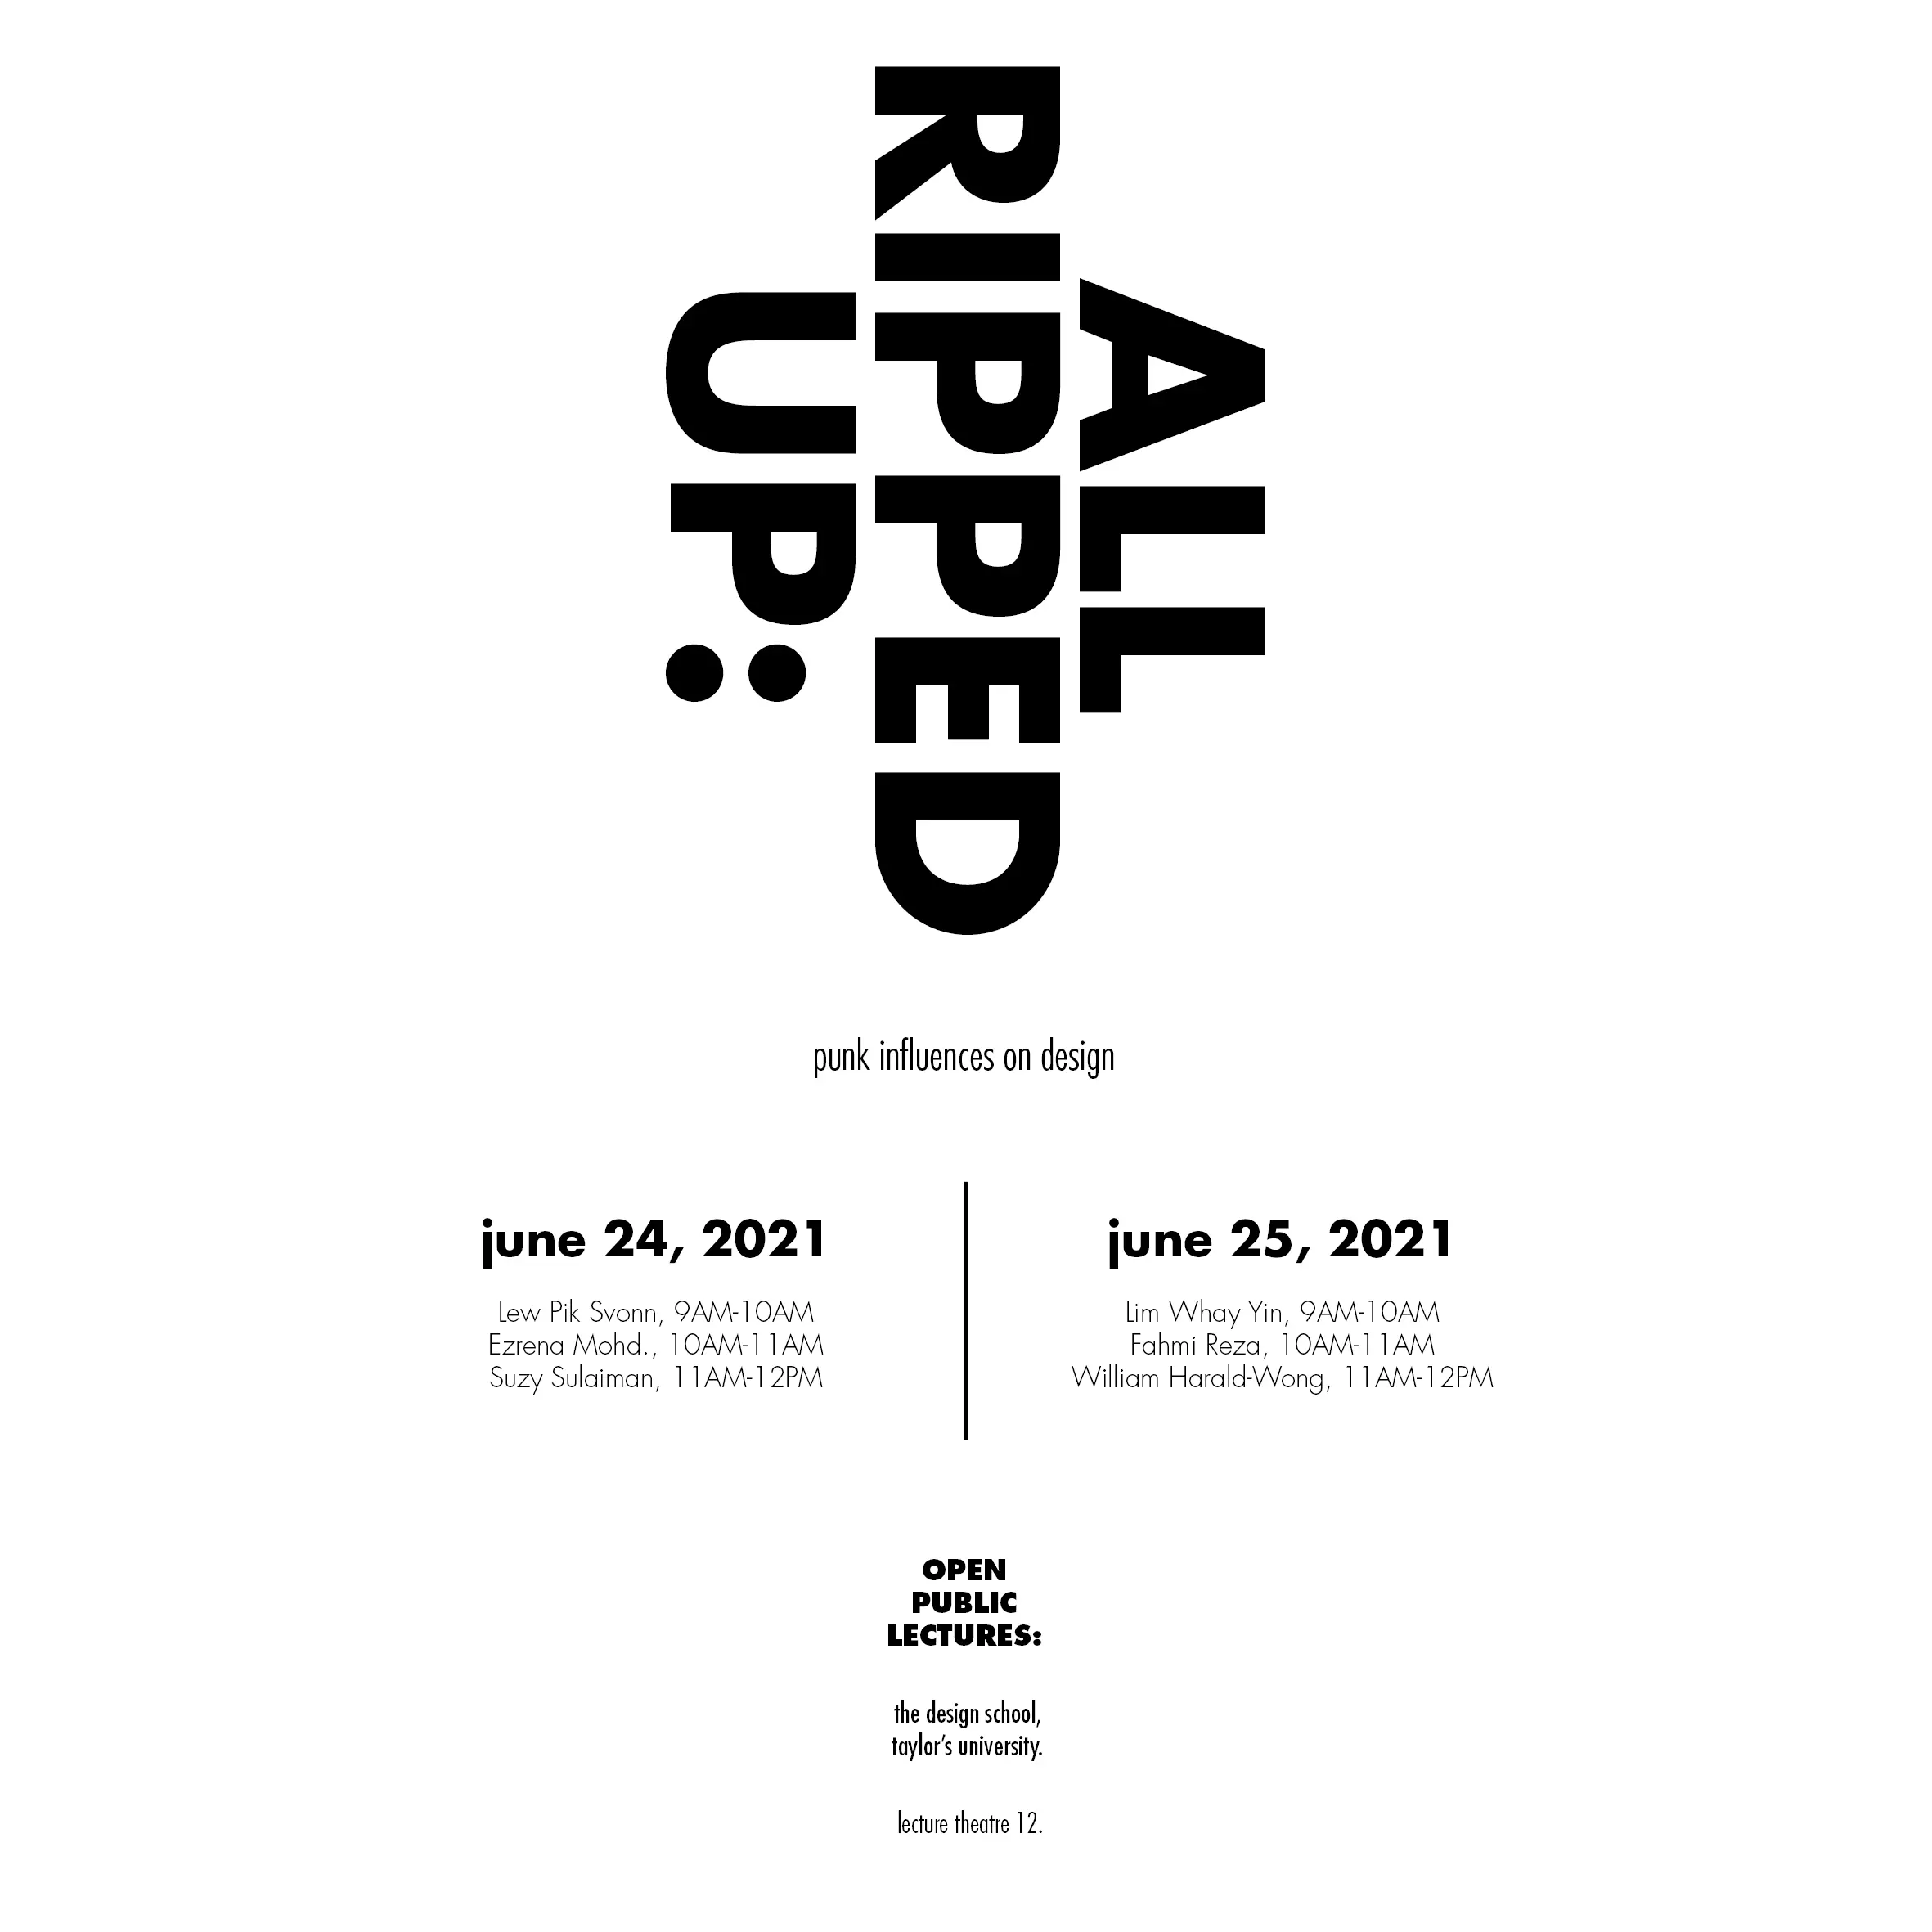 ALL
RIPPED
UP:
punk influences on design
june 24, 2021
Lew Pik Svonn, 9AM-10AM
Ezrena Mohd., 10AM-11AM
Suzy Sulaiman, 11AM-12PM
june 25, 2021
Lim Whay Yin, 9AM-10AM
Fahmi Reza, 10AM-11AM
William Harald-Wong, 11AM-12PM
OPEN
PUBLIC
LECTURES:
the design school,
taylor’s university.
lecture theatre 12.